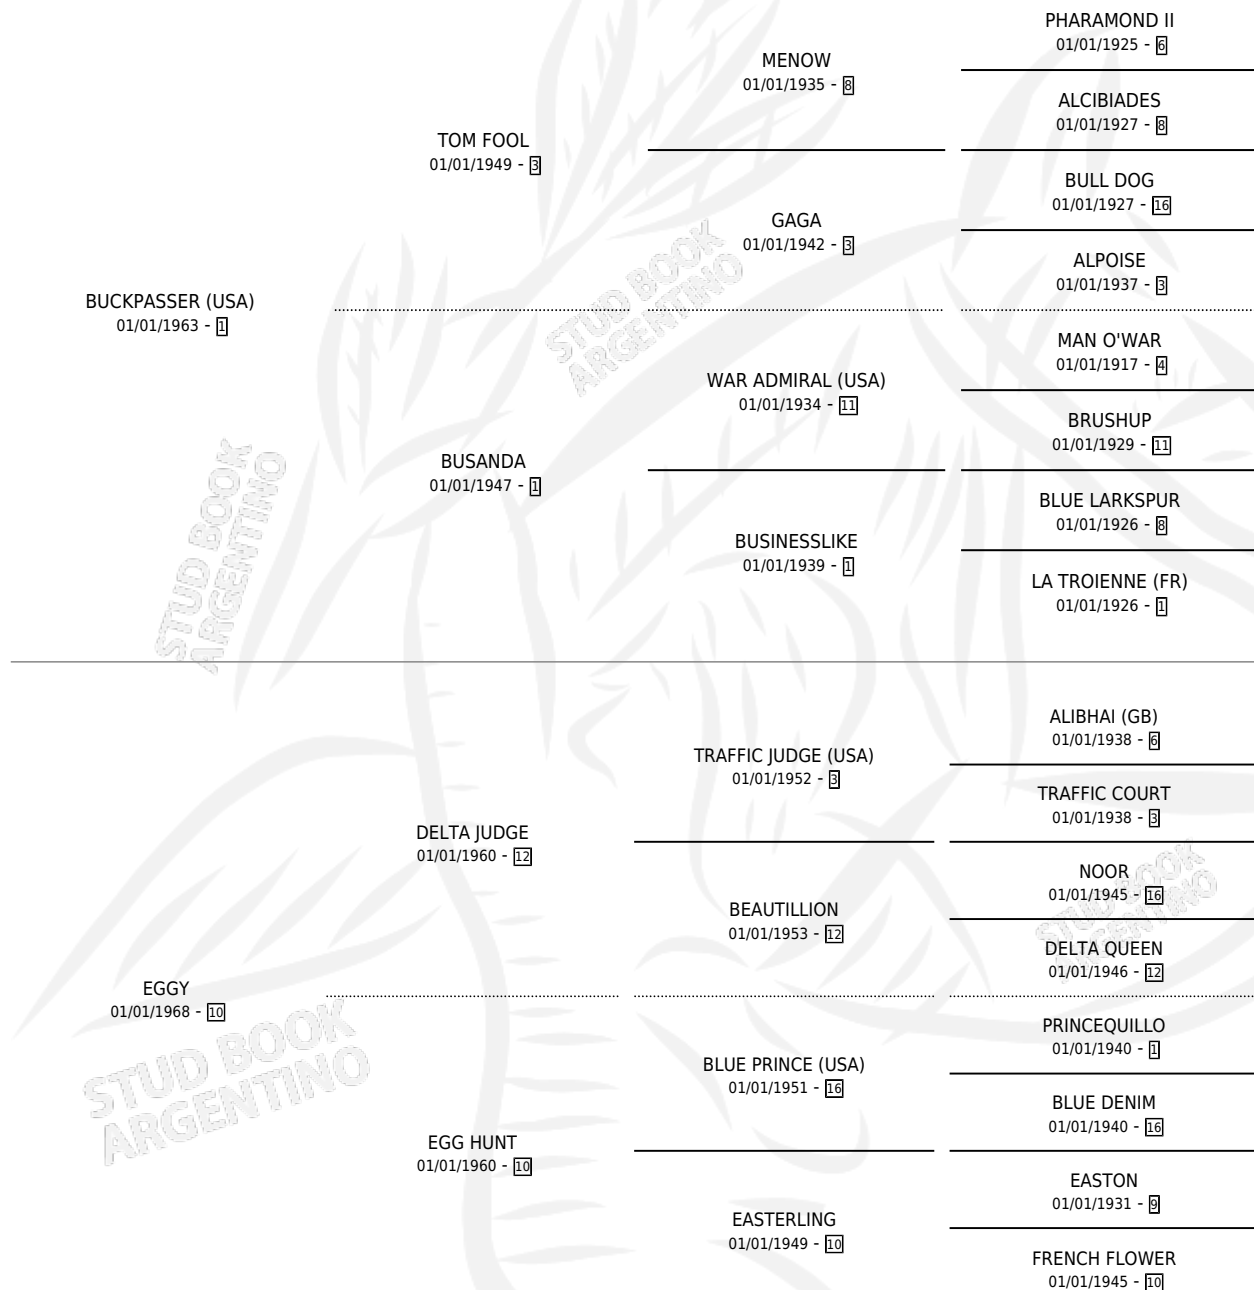 PHARAMOND II
01/01/1925 - 6
MENOW
01/01/1935 - 8
ALCIBIADES
01/01/1927 - 8
TOM FOOL
01/01/1949 - 3
BULL DOG
01/01/1927 - 16
GAGA
01/01/1942 - 3
ALPOISE
01/01/1937 - 3
BUCKPASSER (USA)
01/01/1963 - 1
MAN O'WAR
01/01/1917 - 4
WAR ADMIRAL (USA)
01/01/1934 - 11
BRUSHUP
01/01/1929 - 11
BUSANDA
01/01/1947 - 1
BLUE LARKSPUR
01/01/1926 - 8
BUSINESSLIKE
01/01/1939 - 1
LA TROIENNE (FR)
01/01/1926 - 1
ALIBHAI (GB)
01/01/1938 - 6
TRAFFIC JUDGE (USA)
01/01/1952 - 3
TRAFFIC COURT
01/01/1938 - 3
DELTA JUDGE
01/01/1960 - 12
NOOR
01/01/1945 - 16
BEAUTILLION
01/01/1953 - 12
DELTA QUEEN
01/01/1946 - 12
EGGY
01/01/1968 - 10
PRINCEQUILLO
01/01/1940 - 1
BLUE PRINCE (USA)
01/01/1951 - 16
BLUE DENIM
01/01/1940 - 16
EGG HUNT
01/01/1960 - 10
EASTON
01/01/1931 - 9
EASTERLING
01/01/1949 - 10
FRENCH FLOWER
01/01/1945 - 10
STUD BOOK
ARGENTINO
STUD BOOK
ARGENTINO
STUD BOOK
ARGENTINO
STUD BOOK
ARGENTINO